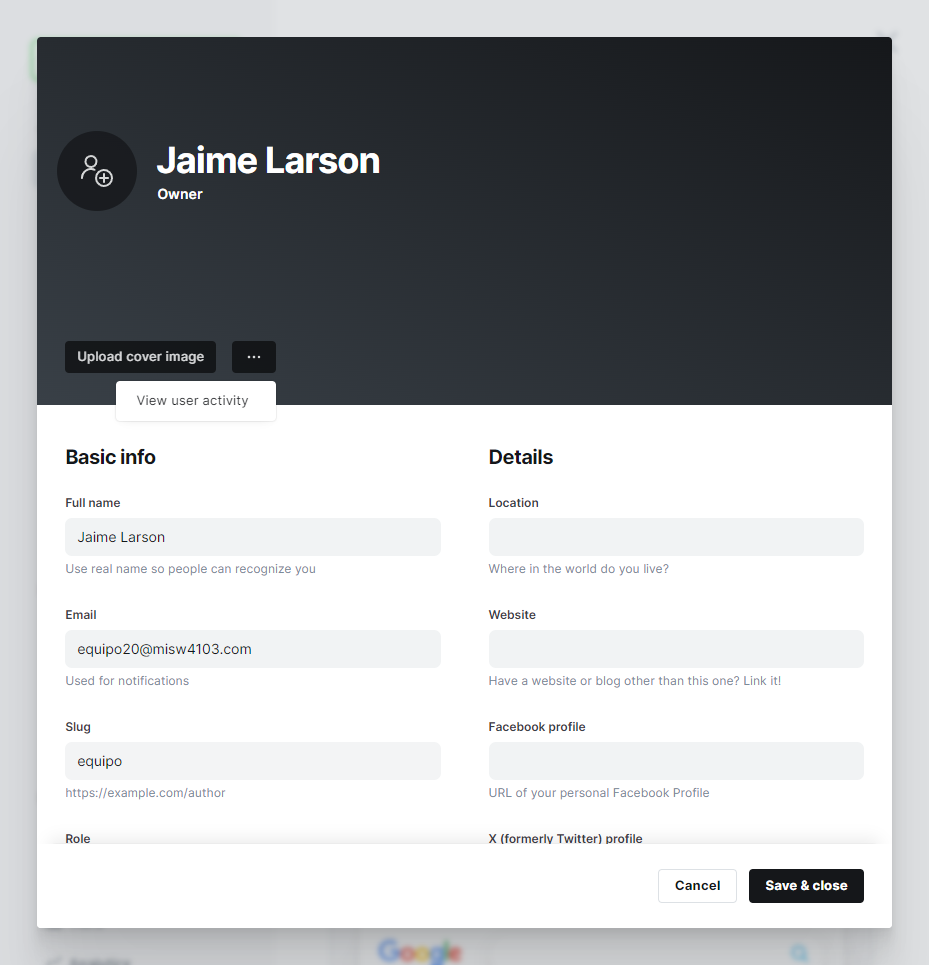 Jaime Larson
Owner
Upload cover image
···
View user activity
Basic info
Full name
Jaime Larson
Use real name so people can recognize you
Email
equipo20@misw4103.com
Used for notifications
Slug
equipo
https://example.com/author
Role
Details
Location
Where in the world do you live?
Website
Have a website or blog other than this one? Link it!
Facebook profile
URL of your personal Facebook Profile
X (formerly Twitter) profile
Cancel
Save & close
Analytics
Google